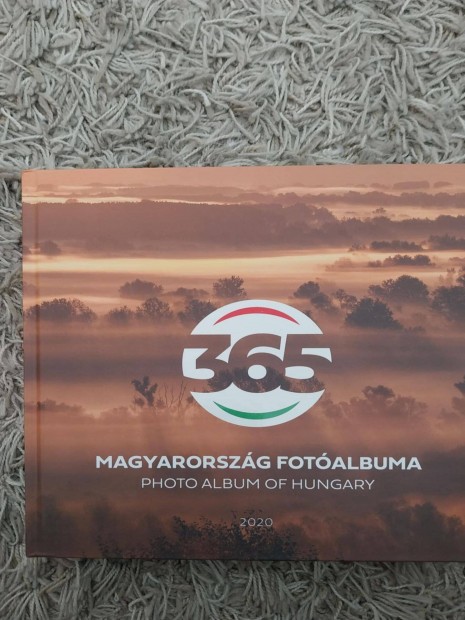 365
MAGYARORSZÁG FOTÓALBUMA
PHOTO ALBUM OF HUNGARY
2020